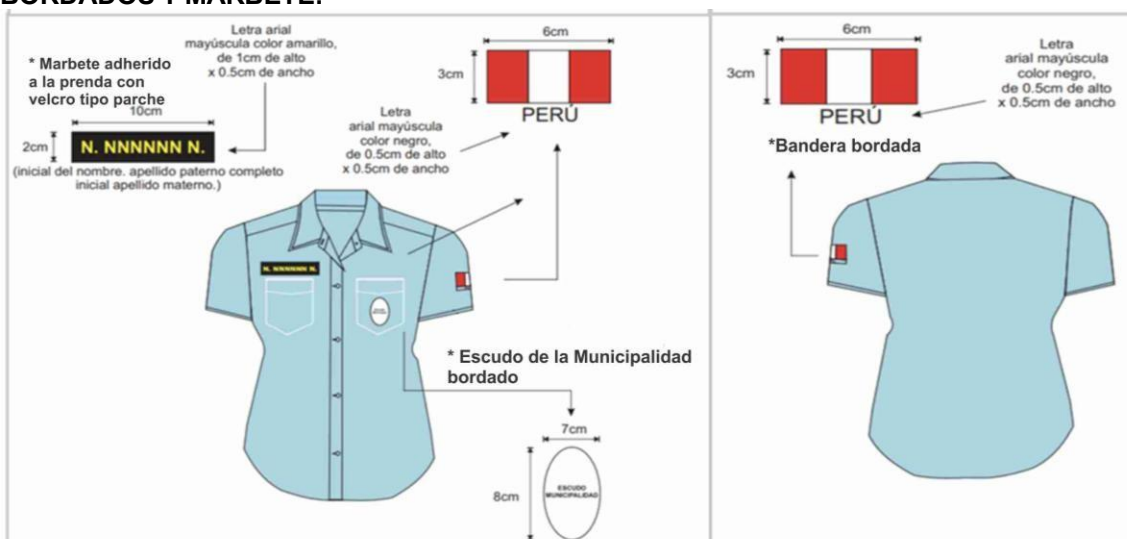 BORDADOS Y MARBETE:
Letra arial
mayúscula color amarillo,
de 1cm de alto
x 0.5cm de ancho
* Marbete adherido
a la prenda con
velcro tipo parche
10cm
2cm
N. NNNNNN N.
(inicial del nombre. apellido paterno completo
inicial apellido materno.)
6cm
3cm
PERÚ
Letra
arial mayúscula
color negro,
de 0.5cm de alto
x 0.5cm de ancho
N. NNNNNN N.
* Escudo de la Municipalidad
bordado
7cm
8cm
ESCUDO
MUNICIPALIDAD
6cm
3cm
PERÚ
Letra
arial mayúscula
color negro,
de 0.5cm de alto
x 0.5cm de ancho
*Bandera bordada